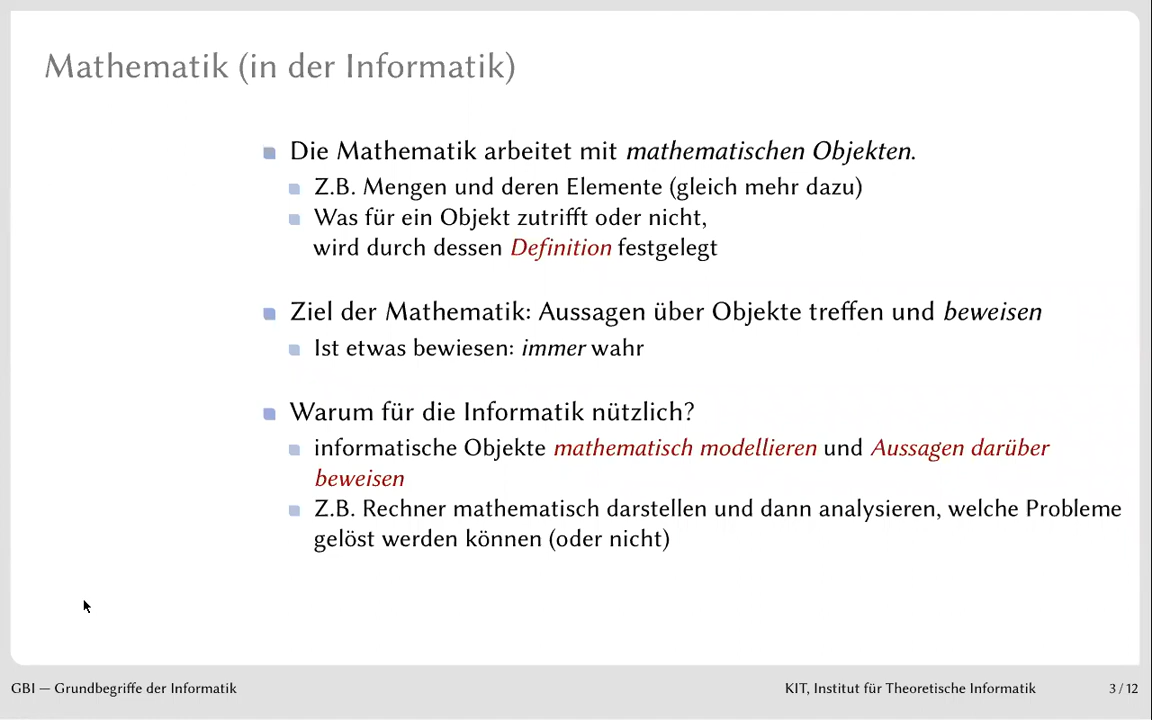 Mathematik (in der Informatik)
Die Mathematik arbeitet mit mathematischen Objekten.
Z.B. Mengen und deren Elemente (gleich mehr dazu)
Was für ein Objekt zutrifft oder nicht,
wird durch dessen Definition festgelegt
Ziel der Mathematik: Aussagen über Objekte treffen und beweisen
Ist etwas bewiesen: immer wahr
Warum für die Informatik nützlich?
informatische Objekte mathematisch modellieren und Aussagen darüber
beweisen
Z.B. Rechner mathematisch darstellen und dann analysieren, welche Probleme
gelöst werden können (oder nicht)
GBI — Grundbegriffe der Informatik
KIT, Institut für Theoretische Informatik
3 / 12